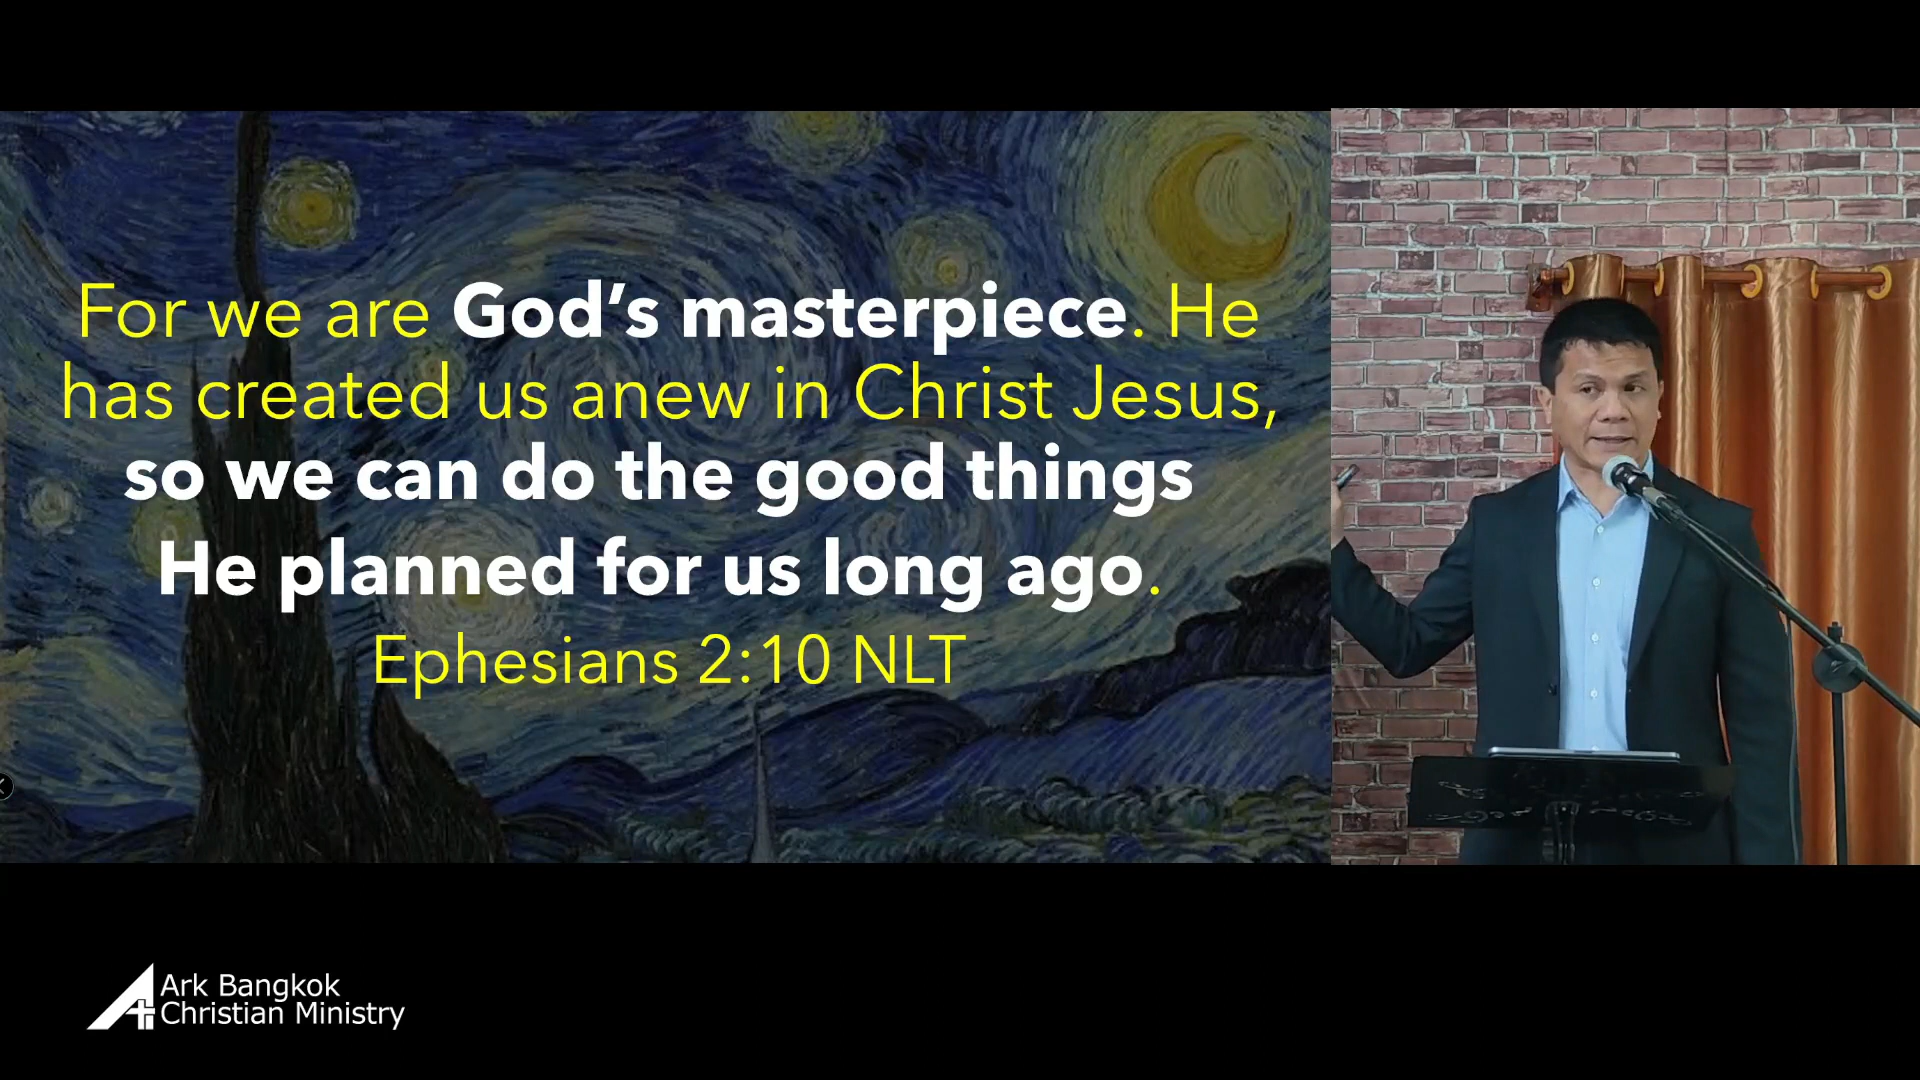 For we are God’s masterpiece. He
has created us anew in Christ Jesus,
so we can do the good things
He planned for us long ago.
Ephesians 2:10 NLT
Ark Bangkok
Christian Ministry